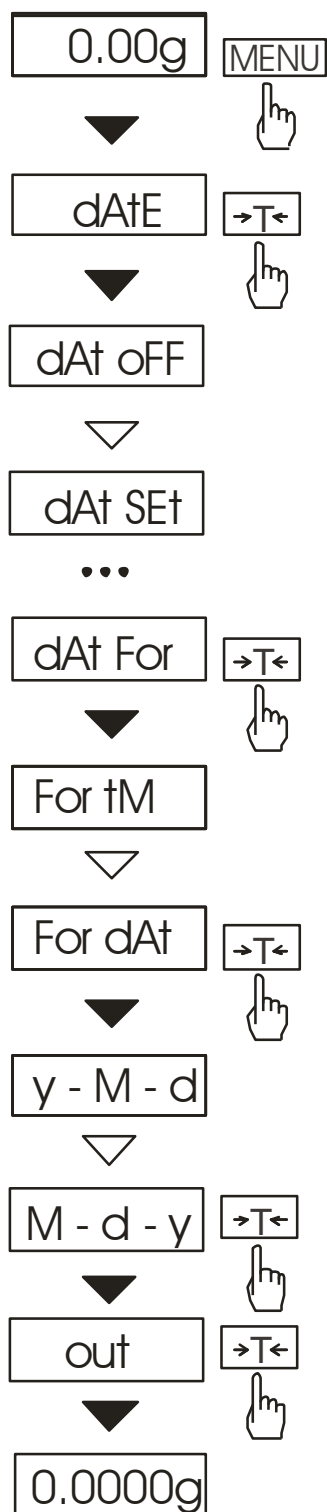 0.00g MENU
dAtE →T←
dAt oFF
dAt SEt
•••
dAt For →T←
For tM
For dAt →T←
y - M - d
M - d - y →T←
out →T←
0.0000g